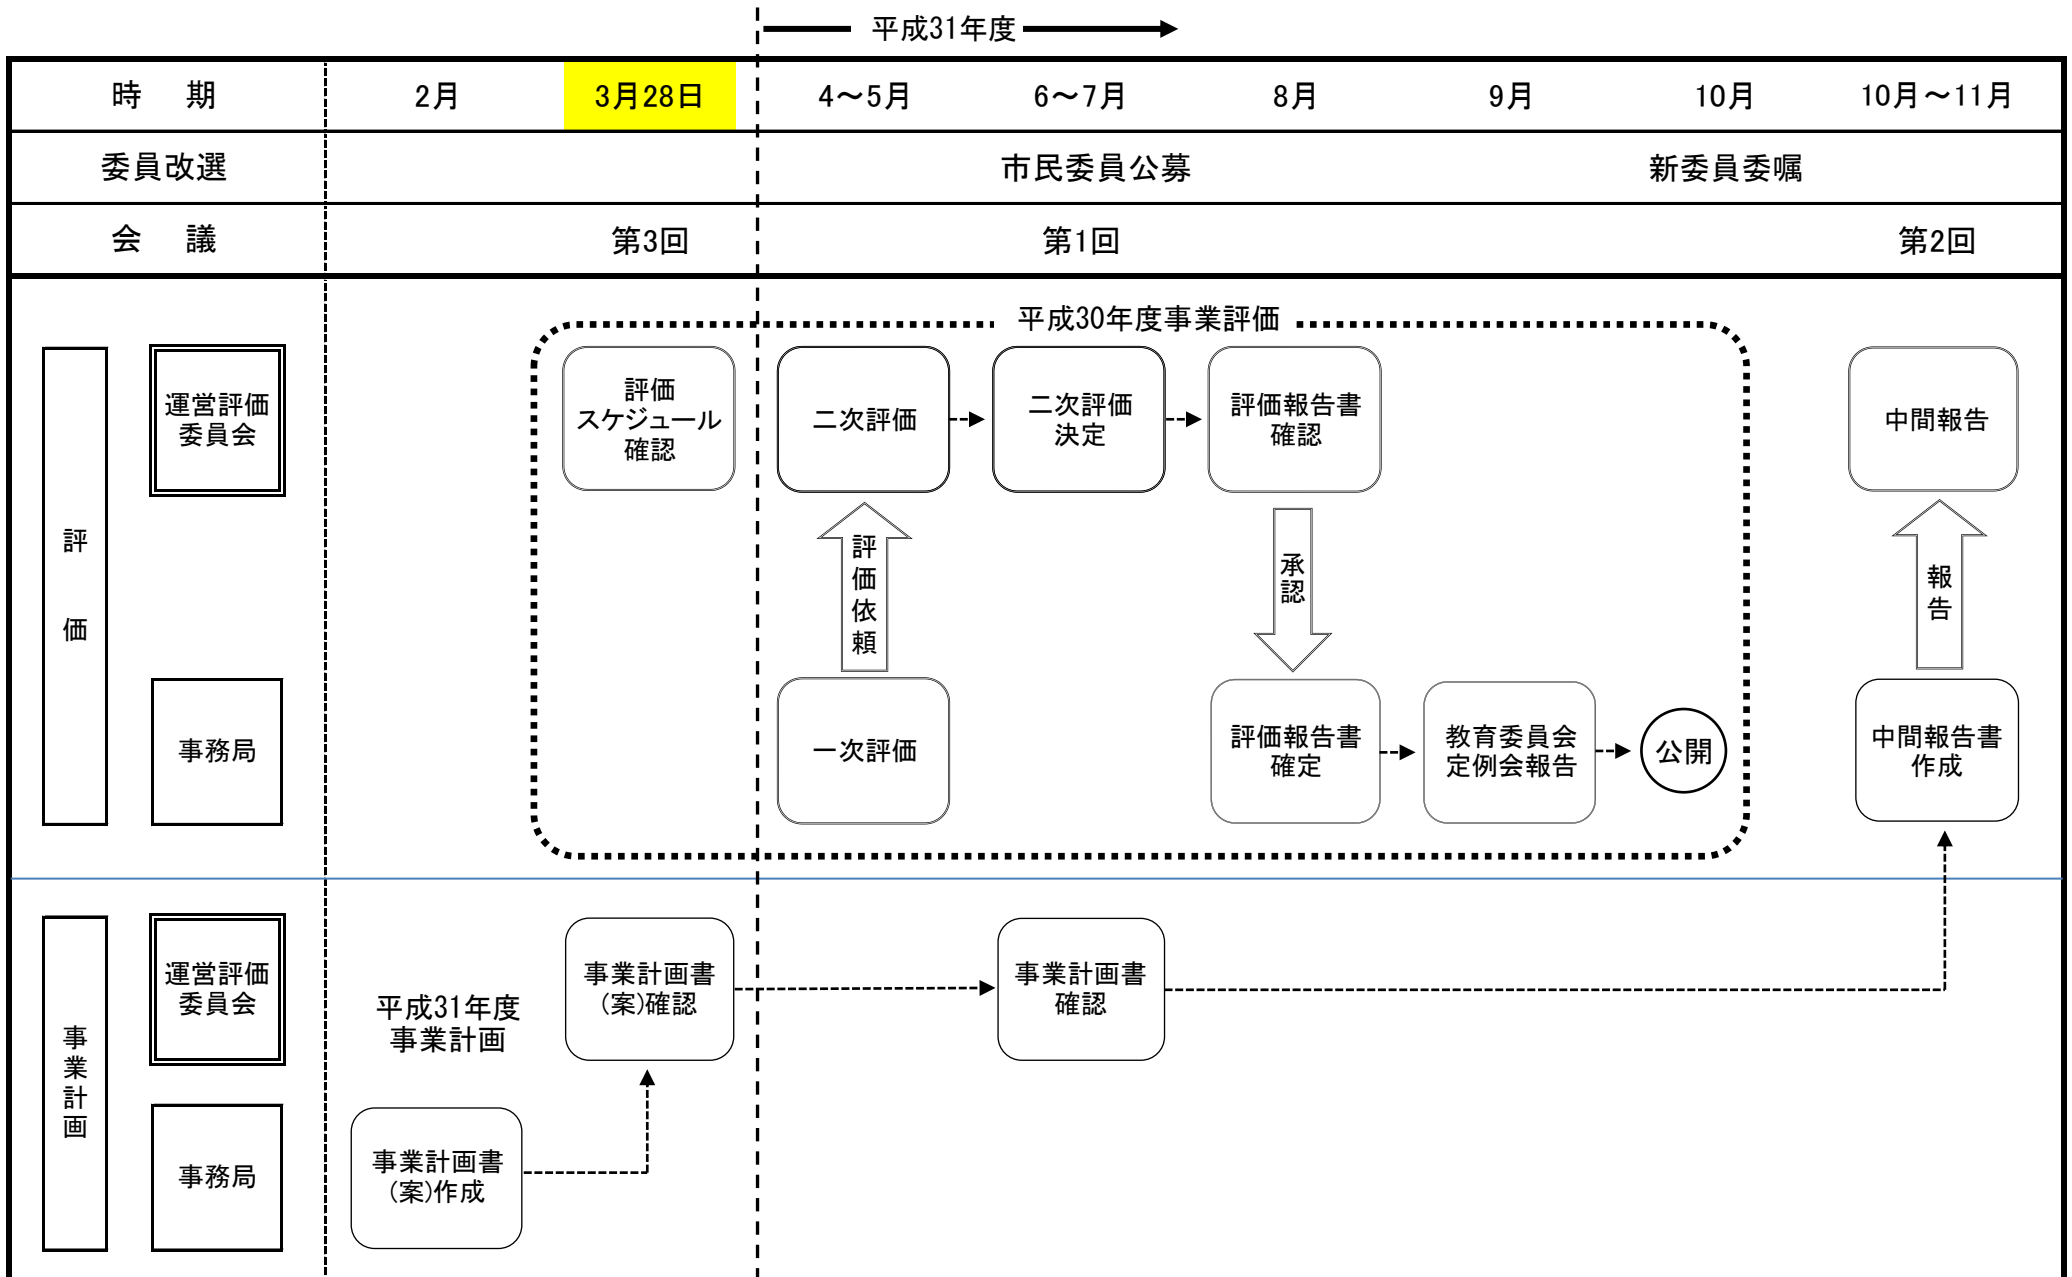 平成31年度
時 期 2月 3月28日 4～5月 6～7月 8月 9月 10月 10月～11月
委員改選 市民委員公募 新委員委嘱
会 議 第3回 第1回 第2回
平成30年度事業評価
評価
運営評価
委員会
評価
スケジュール
確認
二次評価
二次評価
決定
評価報告書
確認
中間報告
評価依頼
承認
報告
事務局
一次評価
評価報告書
確定
教育委員会
定例会報告
公開
中間報告書
作成
事業計画
運営評価
委員会
平成31年度
事業計画
事業計画書
(案)確認
事業計画書
確認
事務局
事業計画書
(案)作成